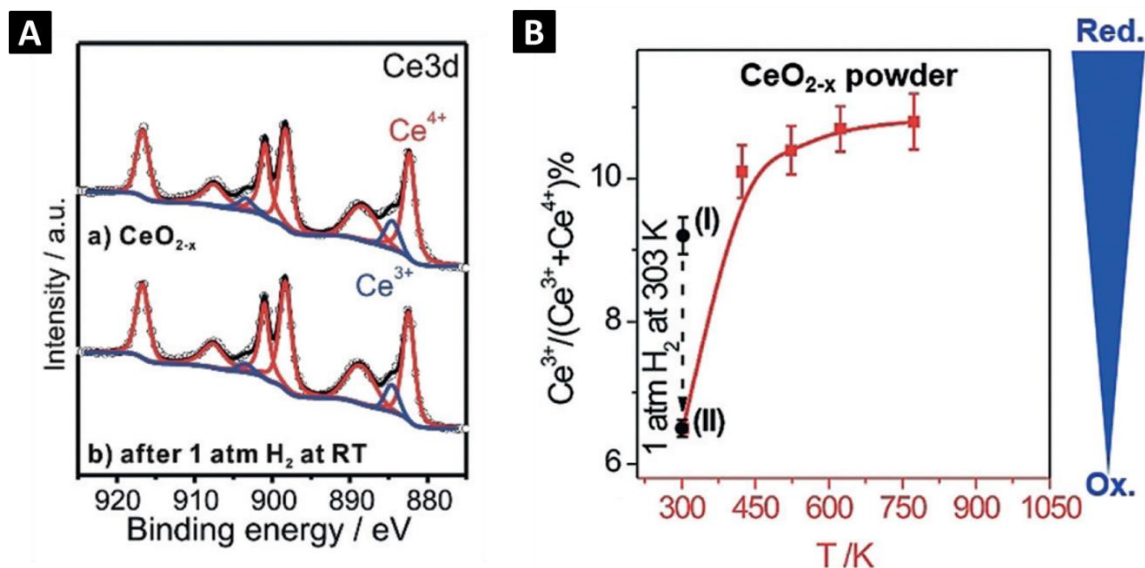 A
Ce3d
Ce⁴⁺
a) CeO₂₋ₓ
Ce³⁺
b) after 1 atm H₂ at RT
Intensity / a.u.
920 910 900 890 880
Binding energy / eV
B
CeO₂₋ₓ powder
(I)
(II)
1 atm H₂ at 303 K
Ce³⁺/(Ce³⁺+Ce⁴⁺)%
10
8
6
300 450 600 750 900 1050
T /K
Red.
Ox.